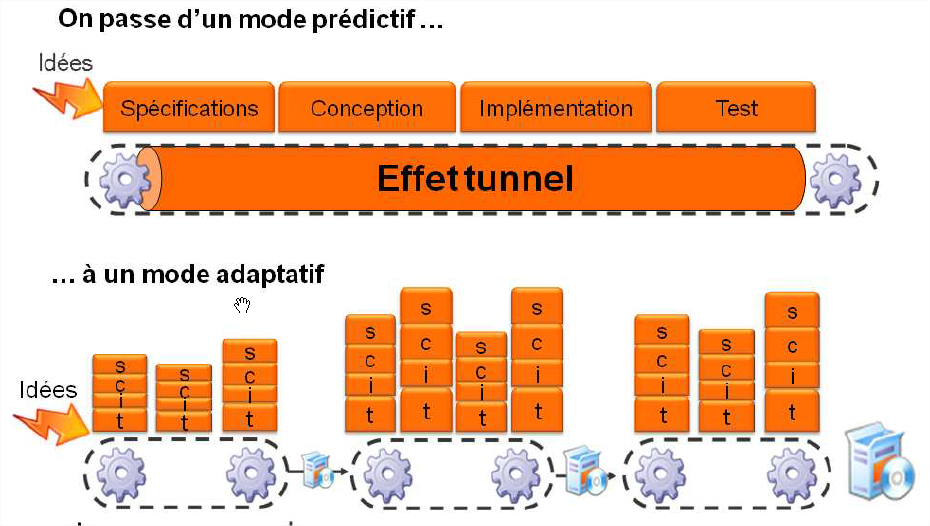 On passe d'un mode prédictif ...
Idées
Spécifications Conception Implémentation Test
Effet tunnel
... à un mode adaptatif
Idées
s c i t
s c i t
s c i t
s c i t
s c i t
s c i t
s c i t
s c i t
s c i t
s c i t